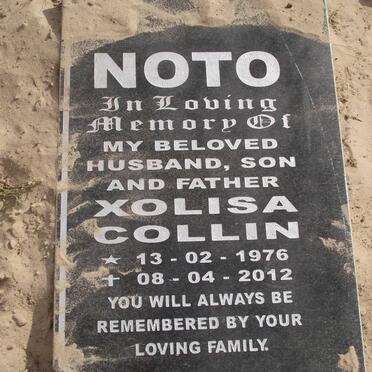 NOTO
In Loving
Memory Of
MY BELOVED
HUSBAND, SON
AND FATHER
XOLISA
COLLIN
★ 13 - 02 - 1976
✝ 08 - 04 - 2012
YOU WILL ALWAYS BE
REMEMBERED BY YOUR
LOVING FAMILY.